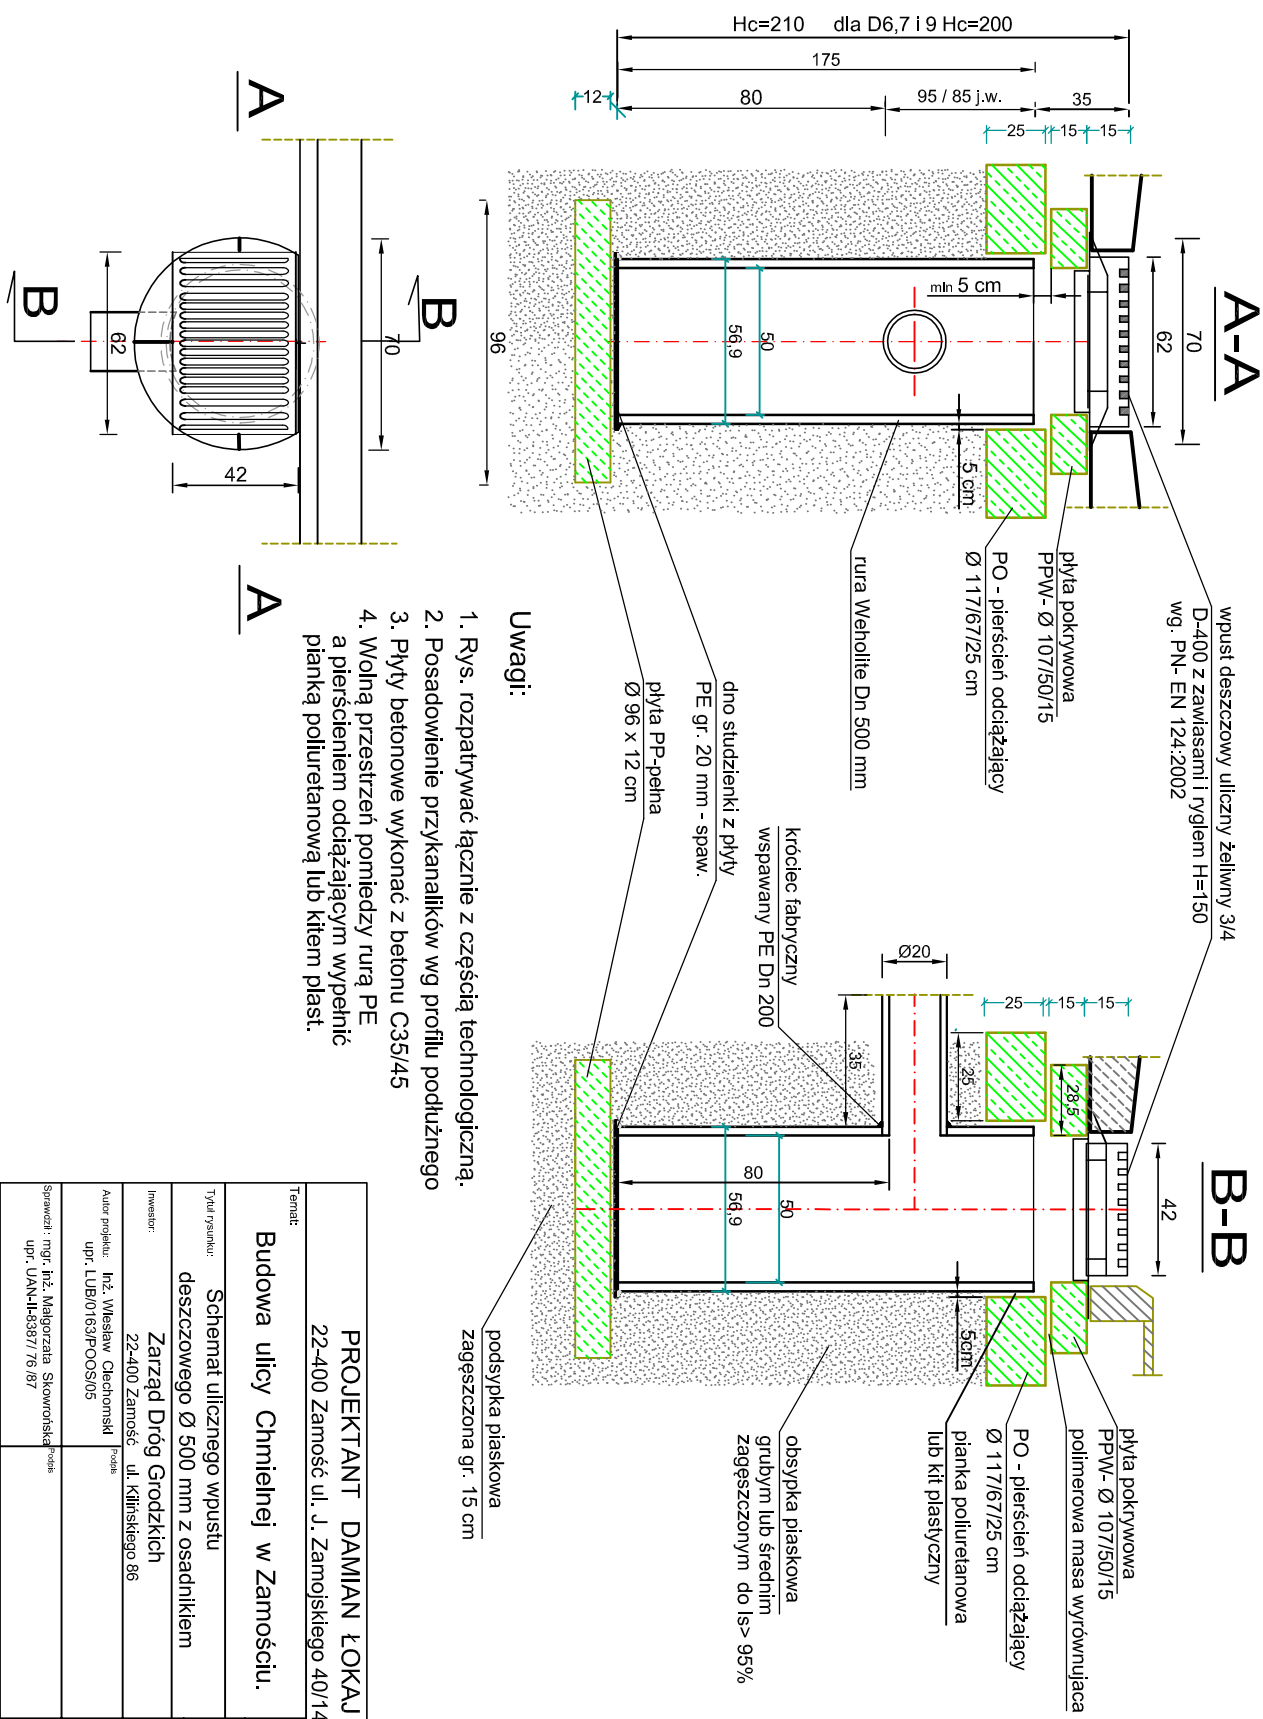 A-A
70
62
Hc=210 dla D6,7 i 9 Hc=200
175
80
95 / 85 j.w.
35
12
25
15
15
min 5 cm
50
56,9
5 cm
96
wpust deszczowy uliczny żeliwny 3/4
D-400 z zawiasami i ryglem H=150
wg. PN- EN 124:2002
płyta pokrywowa
PPW- Ø 107/50/15
PO - pierścień odciążający
Ø 117/67/25 cm
rura Weholite Dn 500 mm
dno studzienki z płyty
PE gr. 20 mm - spaw.
płyta PP-pełna
Ø 96 x 12 cm
króciec fabryczny
wspawany PE Dn 200
B-B
42
Ø20
25
15
15
28,5
25
35
80
50
56,9
5cm
płyta pokrywowa
PPW- Ø 107/50/15
polimerowa masa wyrównujaca
PO - pierścień odciążający
Ø 117/67/25 cm
pianka poliuretanowa
lub kit plastyczny
obsypka piaskowa
grubym lub średnim
zagęszczonym do Is> 95%
podsypka piaskowa
zagęszczona gr. 15 cm
A
A
B
B
70
62
42
Uwagi:
1. Rys. rozpatrywać łącznie z częścią technologiczną.
2. Posadowienie przykanalików wg profilu podłużnego
3. Płyty betonowe wykonać z betonu C35/45
4. Wolną przestrzeń pomiedzy rurą PE
a pierścieniem odciążającym wypełnić
pianką poliuretanową lub kitem plast.
PROJEKTANT DAMIAN ŁOKAJ
22-400 Zamość ul. J. Zamojskiego 40/14
Temat:
Budowa ulicy Chmielnej w Zamościu.
Tytuł rysunku: Schemat ulicznego wpustu
deszczowego Ø 500 mm z osadnikiem
Inwestor:
Zarząd Dróg Grodzkich
22-400 Zamość ul. Kilińskiego 86
Autor projektu: Inż. Wiesław Ciechomski
upr. LUB/0163/POOS/05
Podpis
Sprawdził: mgr. inż. Małgorzata Skowrońska
upr. UAN-II-8387/ 76/87
Podpis